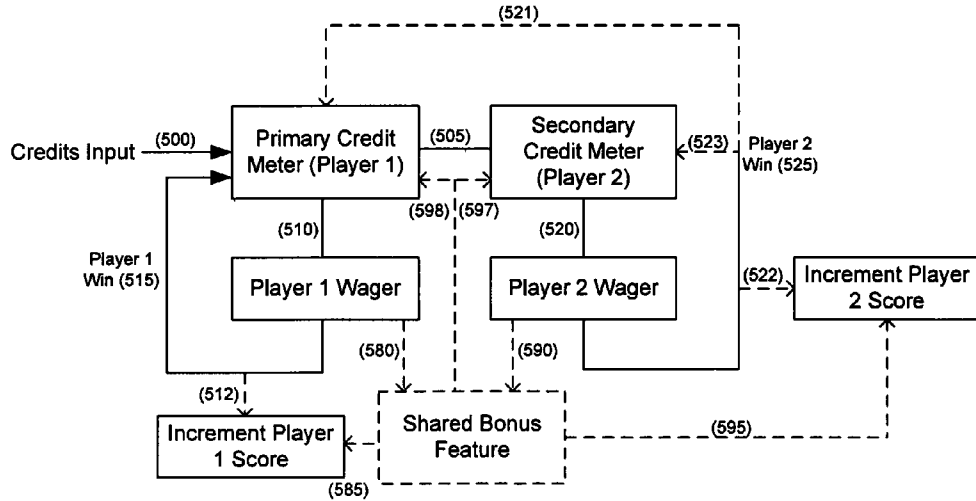 (521)
Credits Input
(500)
Primary Credit
Meter (Player 1)
(505)
Secondary
Credit Meter
(Player 2)
(523)
Player 2
Win (525)
(598)
(597)
(510)
(520)
Player 1
Win (515)
Player 1 Wager
Player 2 Wager
(522)
Increment Player
2 Score
(580)
(590)
(512)
Increment Player
1 Score
(585)
Shared Bonus
Feature
(595)